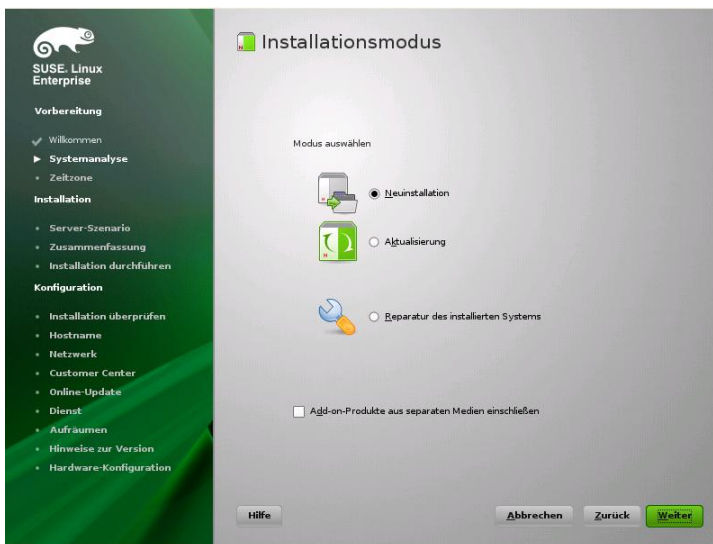 SUSE. Linux
Enterprise
Vorbereitung
Willkommen
Systemanalyse
Zeitzone
Installation
Server-Szenario
Zusammenfassung
Installation durchführen
Konfiguration
Installation überprüfen
Hostname
Netzwerk
Customer Center
Online-Update
Dienst
Aufräumen
Hinweise zur Version
Hardware-Konfiguration
Installationsmodus
Modus auswählen
Neuinstallation
Aktualisierung
Reparatur des installierten Systems
Add-on-Produkte aus separaten Medien einschließen
Hilfe
Abbrechen
Zurück
Weiter